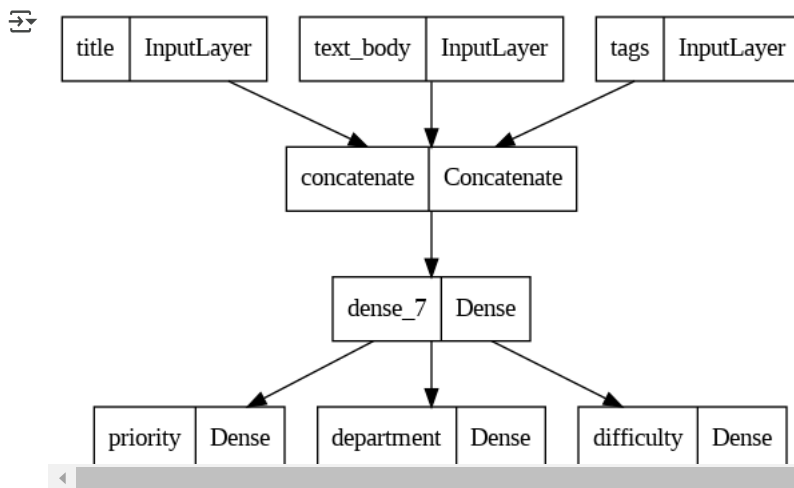 title InputLayer text_body InputLayer tags InputLayer
concatenate Concatenate
dense_7 Dense
priority Dense department Dense difficulty Dense